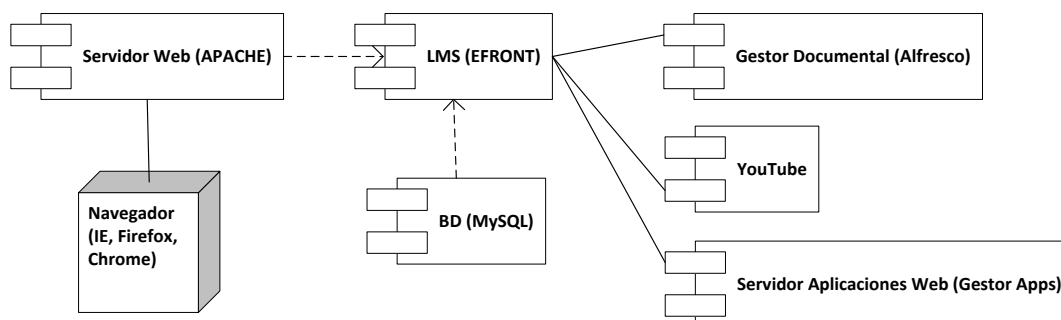 Servidor Web (APACHE)
LMS (EFRONT)
Gestor Documental (Alfresco)
YouTube
Navegador
(IE, Firefox,
Chrome)
BD (MySQL)
Servidor Aplicaciones Web (Gestor Apps)